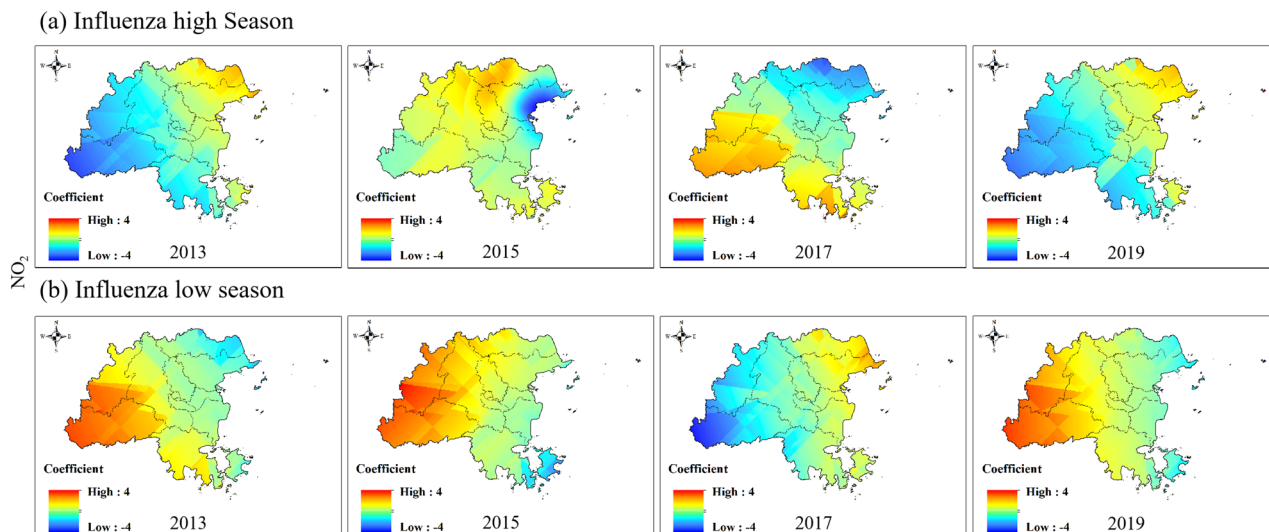 (a) Influenza high Season
N
W E
S
N
W E
S
N
W E
S
N
W E
S
Coefficient
High : 4
Low : -4
2013
Coefficient
High : 4
Low : -4
2015
Coefficient
High : 4
Low : -4
2017
Coefficient
High : 4
Low : -4
2019
NO₂
(b) Influenza low season
N
W E
S
N
W E
S
N
W E
S
N
W E
S
Coefficient
High : 4
Low : -4
2013
Coefficient
High : 4
Low : -4
2015
Coefficient
High : 4
Low : -4
2017
Coefficient
High : 4
Low : -4
2019